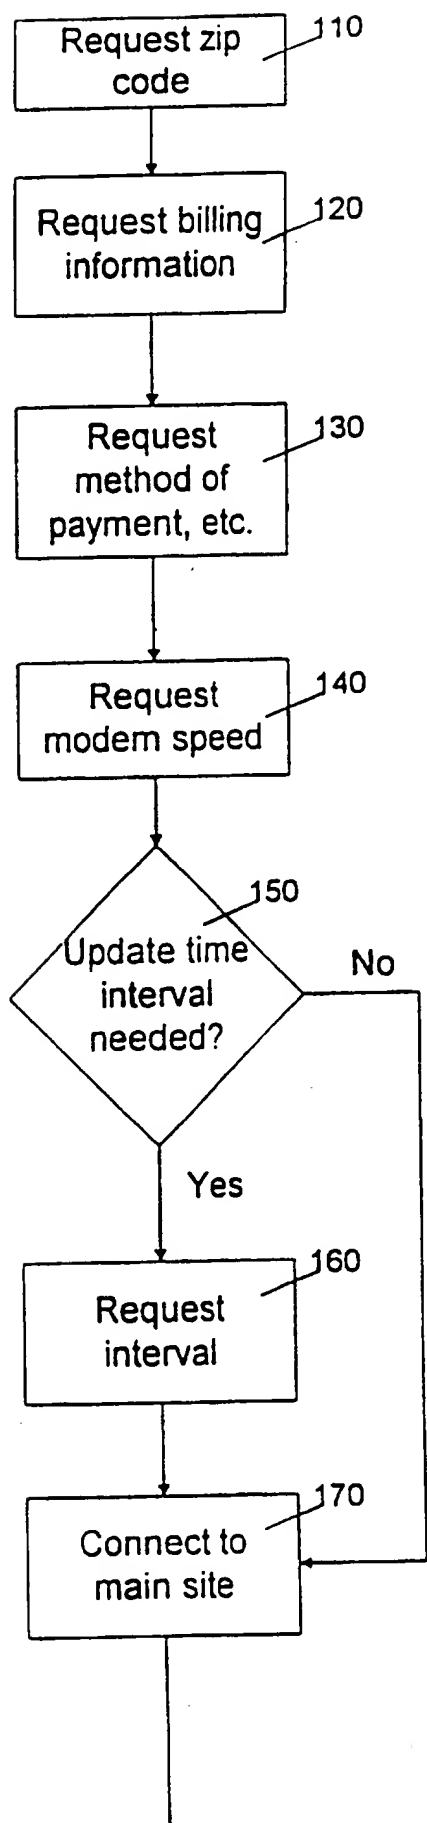 Request zip
code
110
Request billing
information
120
Request
method of
payment, etc.
130
Request
modem speed
140
Update time
interval
needed?
150
No
Yes
Request
interval
160
Connect to
main site
170